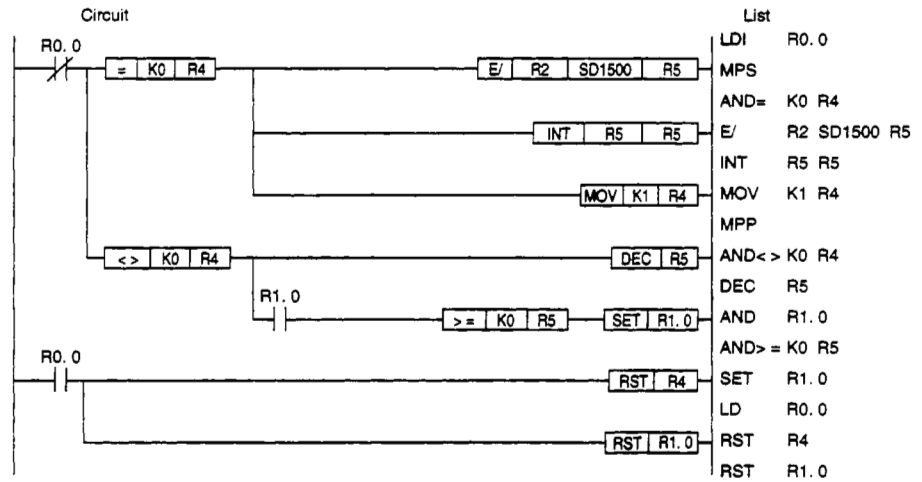 Circuit
List
R0. 0
= K0 R4
E/ R2 SD1500 R5
INT R5 R5
MOV K1 R4
<> K0 R4
DEC R5
R1. 0
>= K0 R5
SET R1. 0
R0. 0
RST R4
RST R1. 0
LDI R0. 0
MPS
AND= K0 R4
E/ R2 SD1500 R5
INT R5 R5
MOV K1 R4
MPP
AND<> K0 R4
DEC R5
AND R1. 0
AND>= K0 R5
SET R1. 0
LD R0. 0
RST R4
RST R1. 0